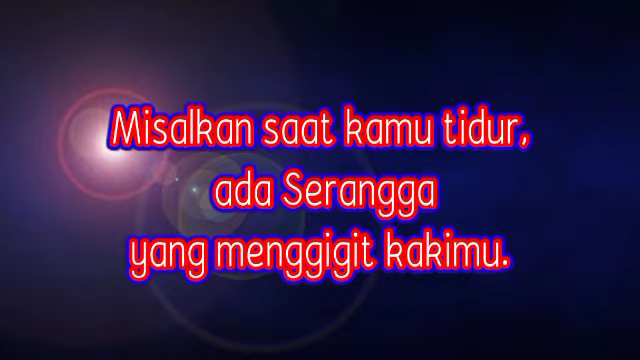 Misalkan saat kamu tidur,
ada Serangga
yang menggigit kakimu.